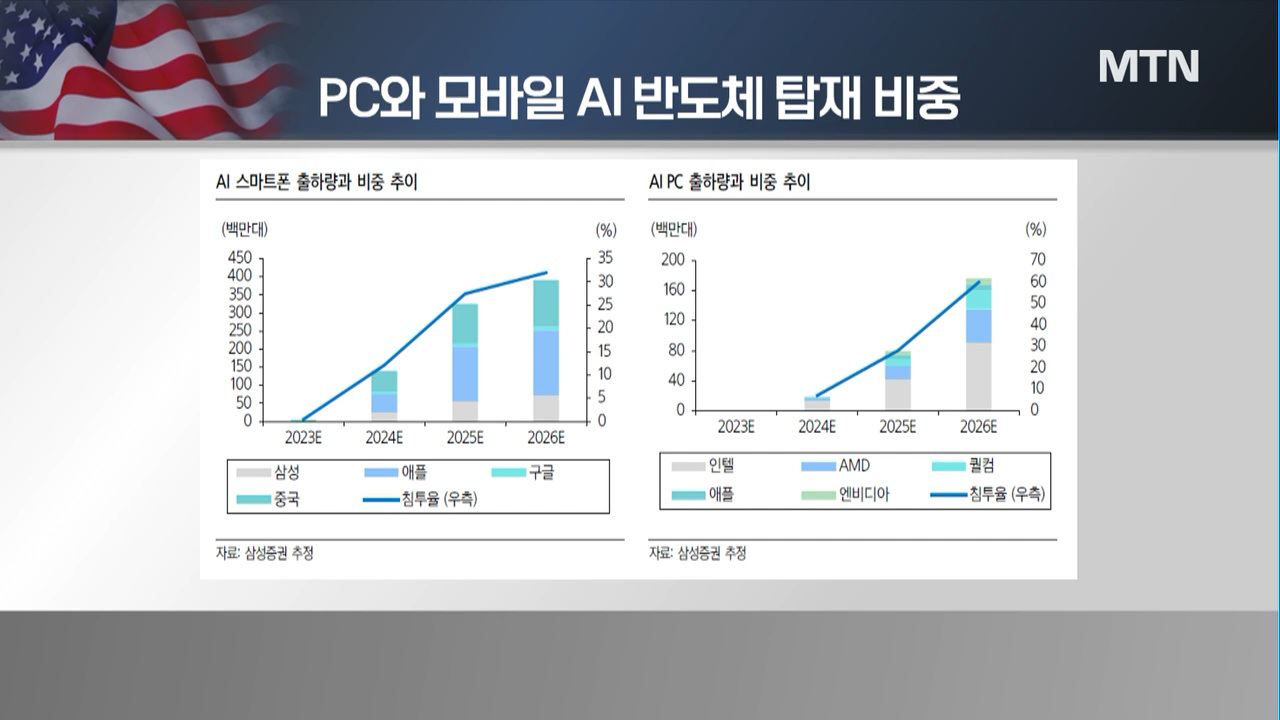 PC와 모바일 AI 반도체 탑재 비중
MTN
AI 스마트폰 출하량과 비중 추이
(백만대)
(%)
450
400
350
300
250
200
150
100
50
0
35
30
25
20
15
10
5
0
2023E 2024E 2025E 2026E
삼성 애플 구글
중국 침투율 (우측)
자료: 삼성증권 추정
AI PC 출하량과 비중 추이
(백만대)
(%)
200
160
120
80
40
0
70
60
50
40
30
20
10
0
2023E 2024E 2025E 2026E
인텔 AMD 퀄컴
애플 엔비디아 침투율 (우측)
자료: 삼성증권 추정